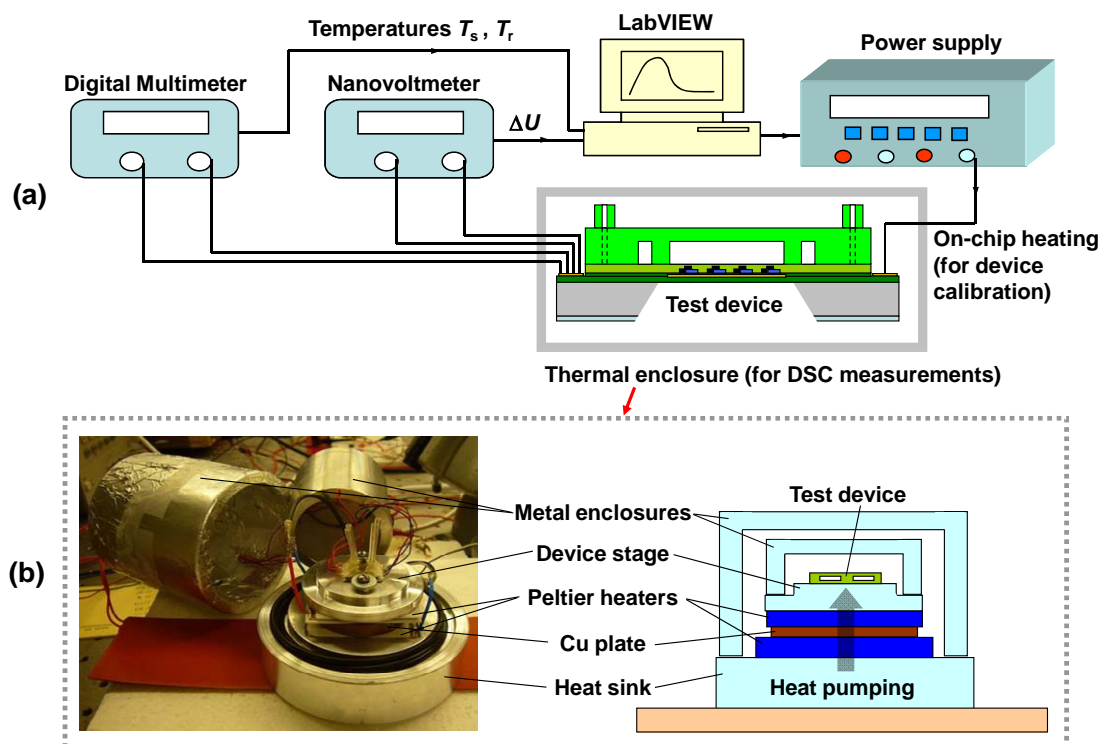 (a)
Temperatures Ts , Tr
LabVIEW
Power supply
Digital Multimeter
Nanovoltmeter
ΔU
On-chip heating
(for device
calibration)
Test device
Thermal enclosure (for DSC measurements)
(b)
Test device
Metal enclosures
Device stage
Peltier heaters
Cu plate
Heat sink
Heat pumping